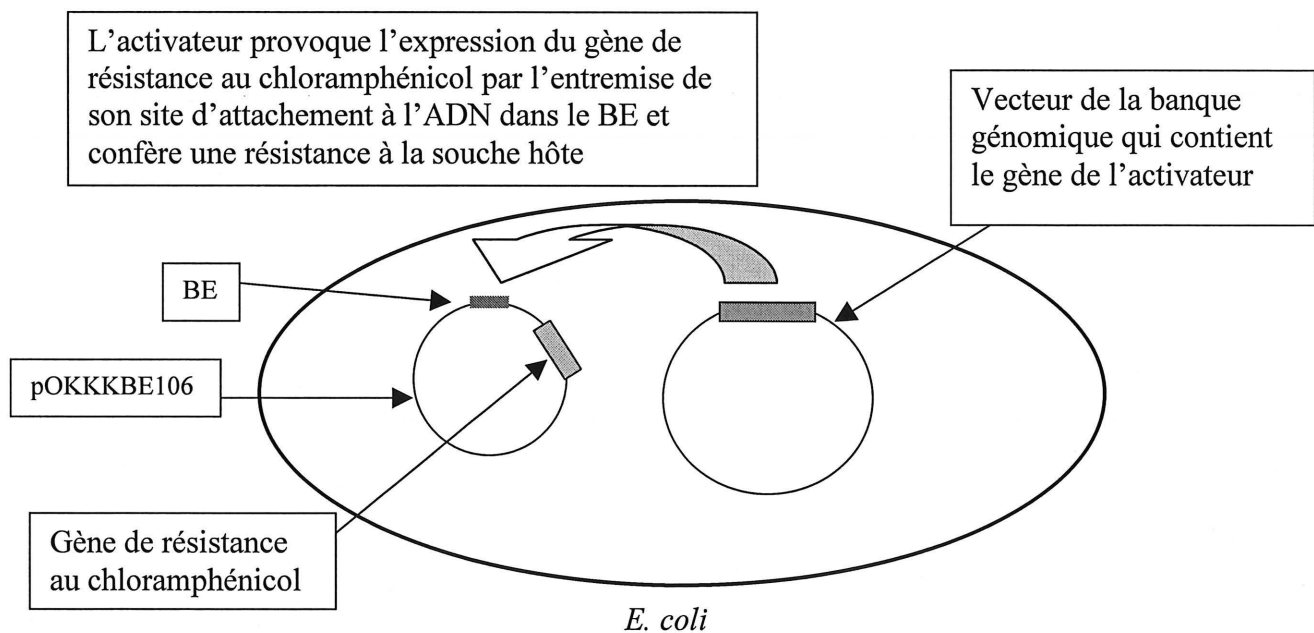 L’activateur provoque l’expression du gène de
résistance au chloramphénicol par l’entremise de
son site d’attachement à l’ADN dans le BE et
confère une résistance à la souche hôte
Vecteur de la banque
génomique qui contient
le gène de l’activateur
BE
pOKKKBE106
Gène de résistance
au chloramphénicol
E. coli